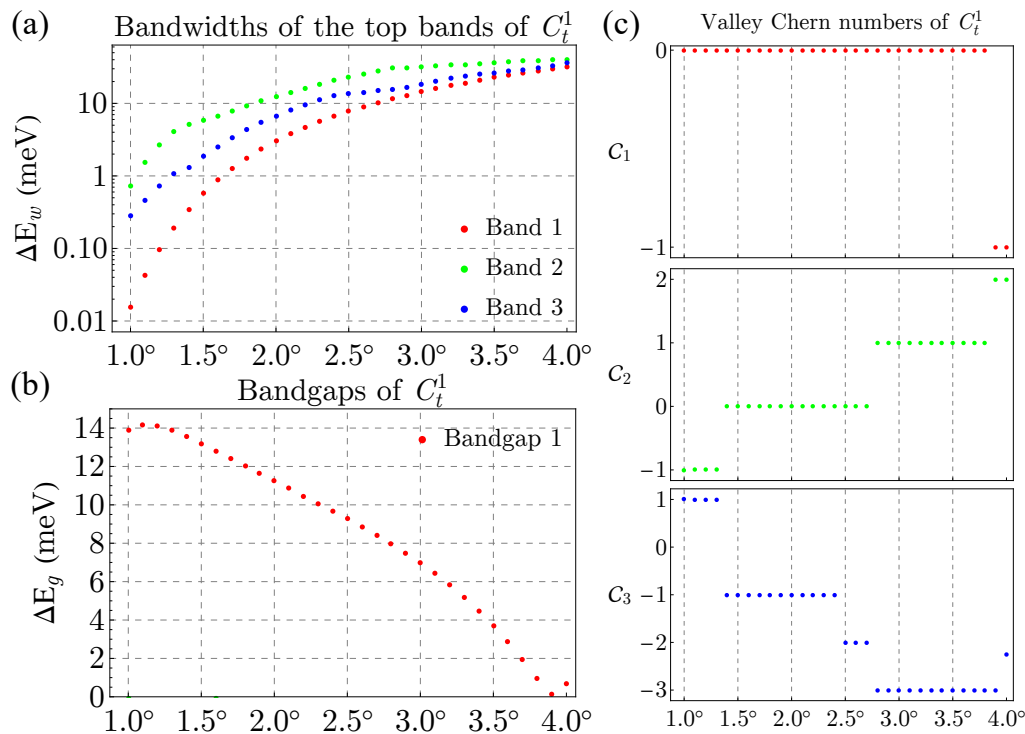 (a)
Bandwidths of the top bands of C_t^1
ΔE_w (meV)
10
1
0.10
0.01
Band 1
Band 2
Band 3
1.0° 1.5° 2.0° 2.5° 3.0° 3.5° 4.0°
(b)
Bandgaps of C_t^1
ΔE_g (meV)
14
12
10
8
6
4
2
0
Bandgap 1
1.0° 1.5° 2.0° 2.5° 3.0° 3.5° 4.0°
(c)
Valley Chern numbers of C_t^1
0
C_1
-1
2
1
C_2
0
-1
1
0
C_3 -1
-2
-3
1.0° 1.5° 2.0° 2.5° 3.0° 3.5° 4.0°